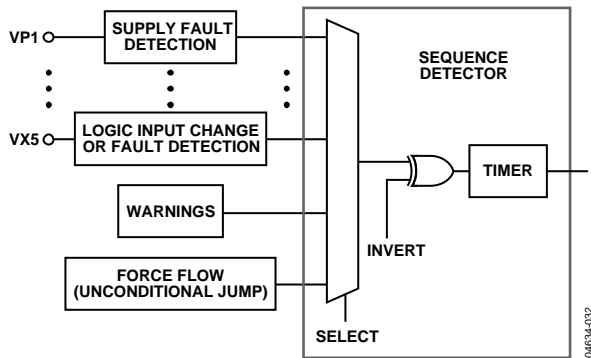 VP1
SUPPLY FAULT
DETECTION
SEQUENCE
DETECTOR
VX5
LOGIC INPUT CHANGE
OR FAULT DETECTION
TIMER
WARNINGS
INVERT
FORCE FLOW
(UNCONDITIONAL JUMP)
SELECT
04634-032